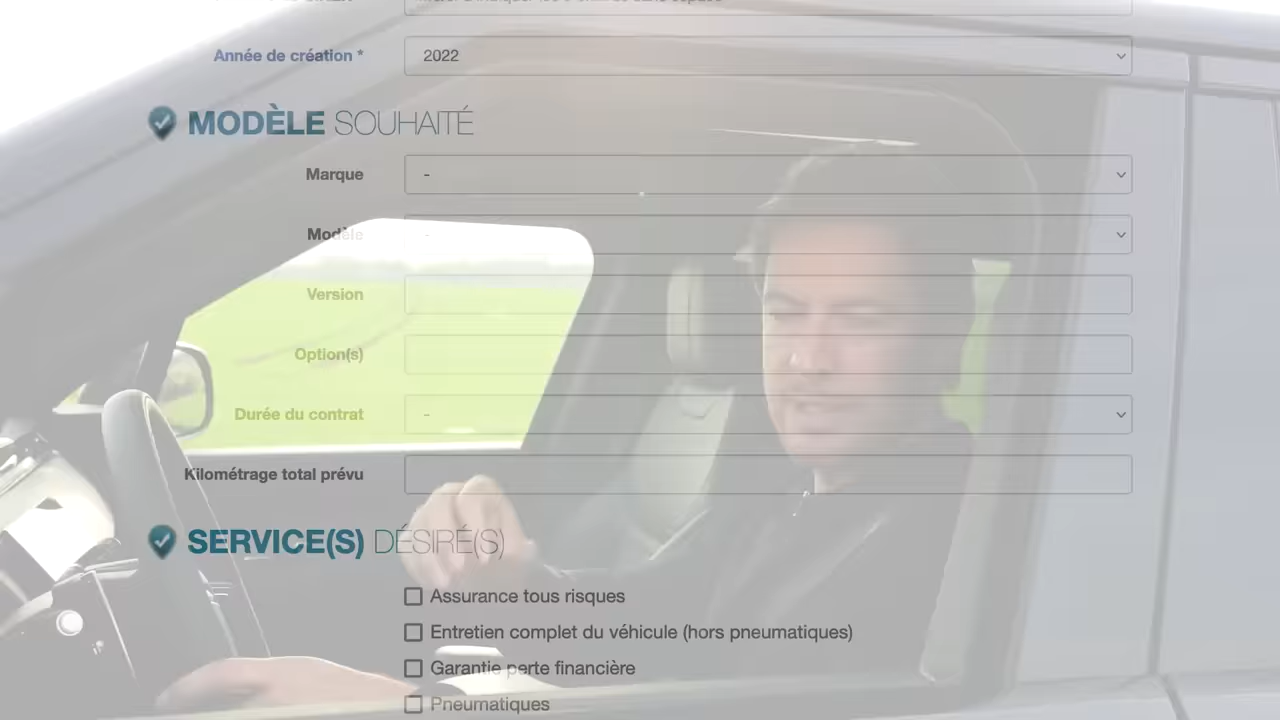 Année de création *
2022
MODÈLE SOUHAITÉ
Marque
-
Modèle
-
Version
Option(s)
Durée du contrat
-
Kilométrage total prévu
SERVICE(S) DÉSIRÉ(S)
Assurance tous risques
Entretien complet du véhicule (hors pneumatiques)
Garantie perte financière
Pneumatiques